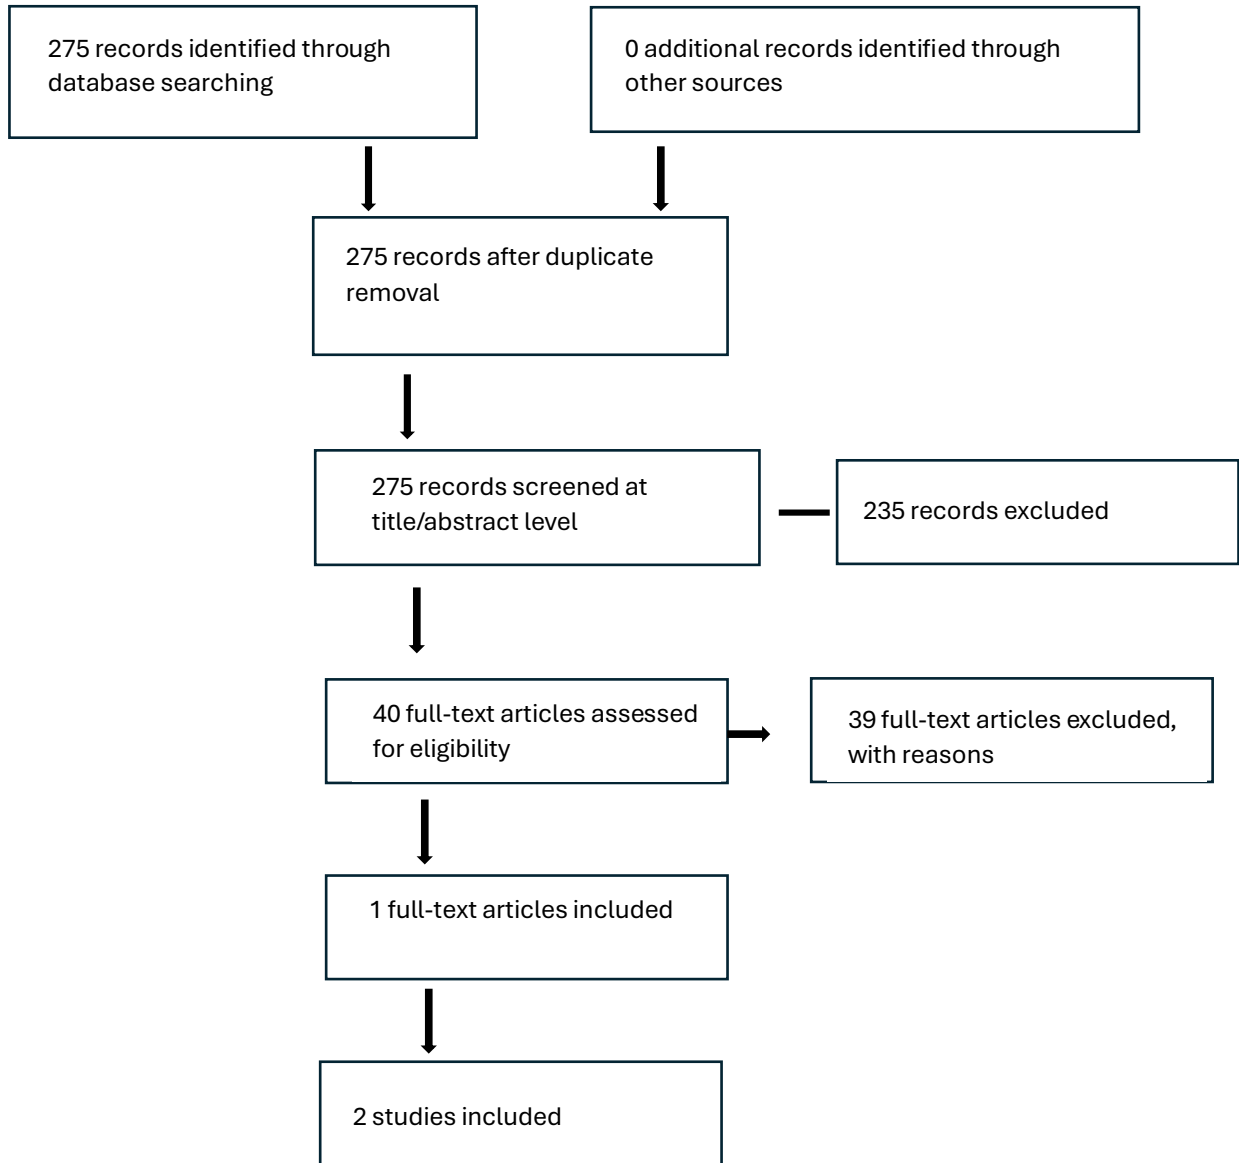 275 records identified through
database searching
0 additional records identified through
other sources
275 records after duplicate
removal
275 records screened at
title/abstract level
235 records excluded
40 full-text articles assessed
for eligibility
39 full-text articles excluded,
with reasons
1 full-text articles included
2 studies included